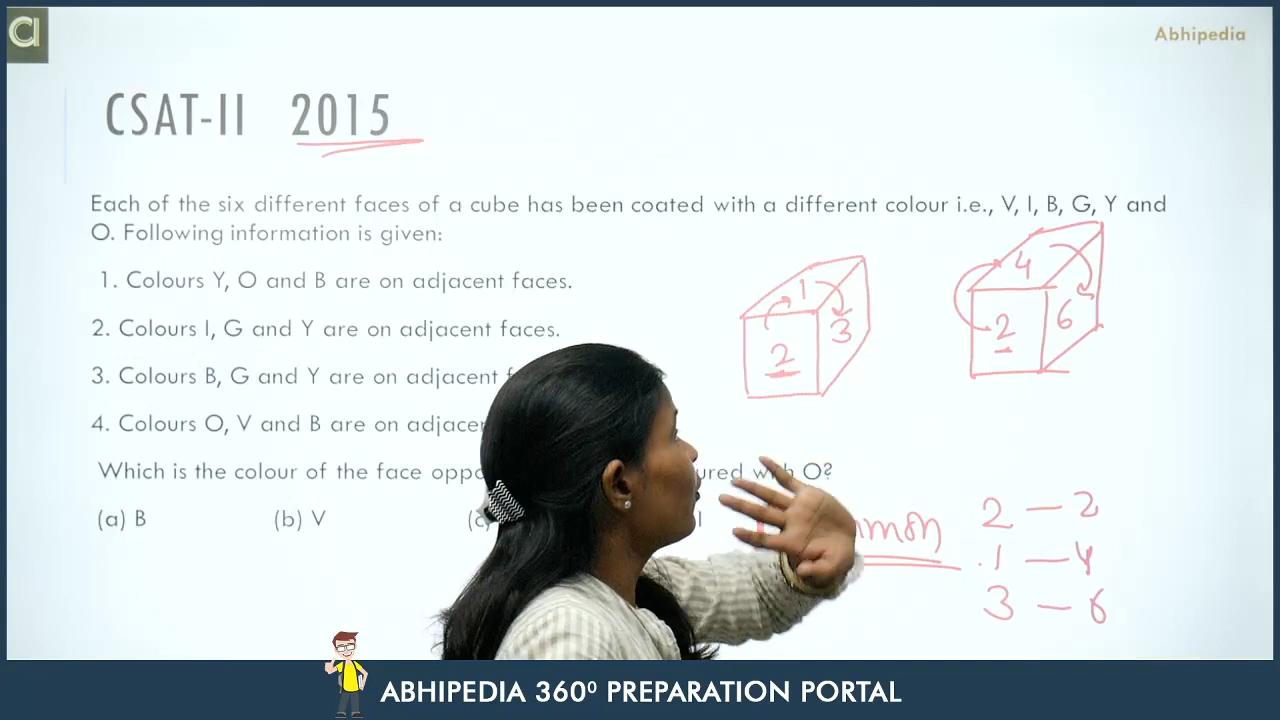 Abhipedia
CSAT-II 2015
Each of the six different faces of a cube has been coated with a different colour i.e., V, I, B, G, Y and
O. Following information is given:
1. Colours Y, O and B are on adjacent faces.
2. Colours I, G and Y are on adjacent faces.
3. Colours B, G and Y are on adjacent
4. Colours O, V and B are on
Which is the colour of the face with O?
(a) B (b) V
1
2 3
4
2 6
2 — 2
1 — 4
3 — 6
ABHIPEDIA 360⁰ PREPARATION PORTAL